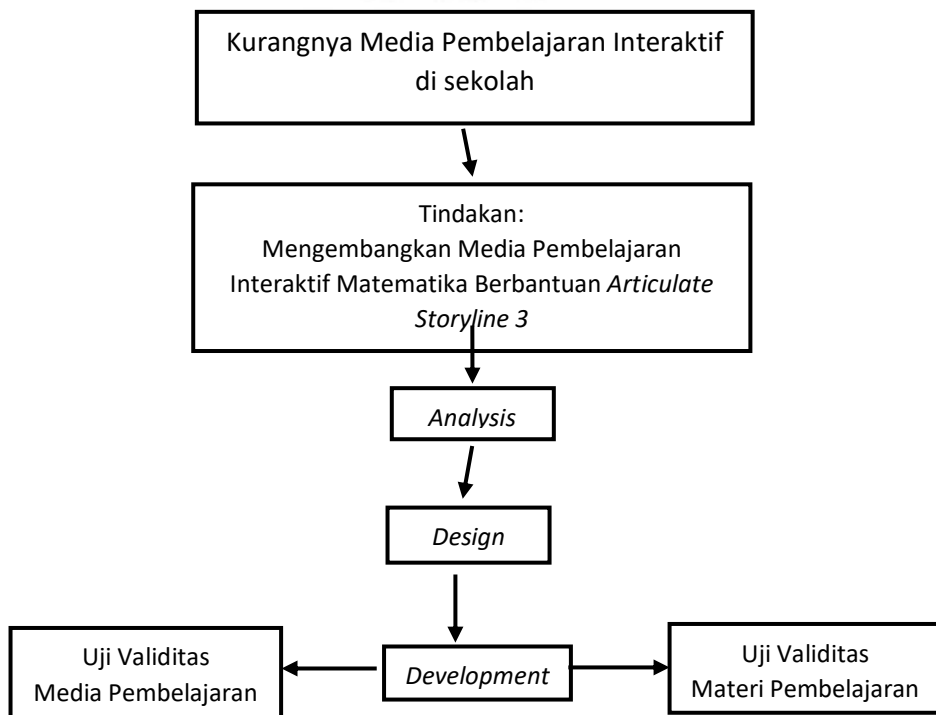 Kurangnya Media Pembelajaran Interaktif
di sekolah
Tindakan:
Mengembangkan Media Pembelajaran
Interaktif Matematika Berbantuan Articulate
Storyline 3
Analysis
Design
Uji Validitas
Media Pembelajaran
Development
Uji Validitas
Materi Pembelajaran